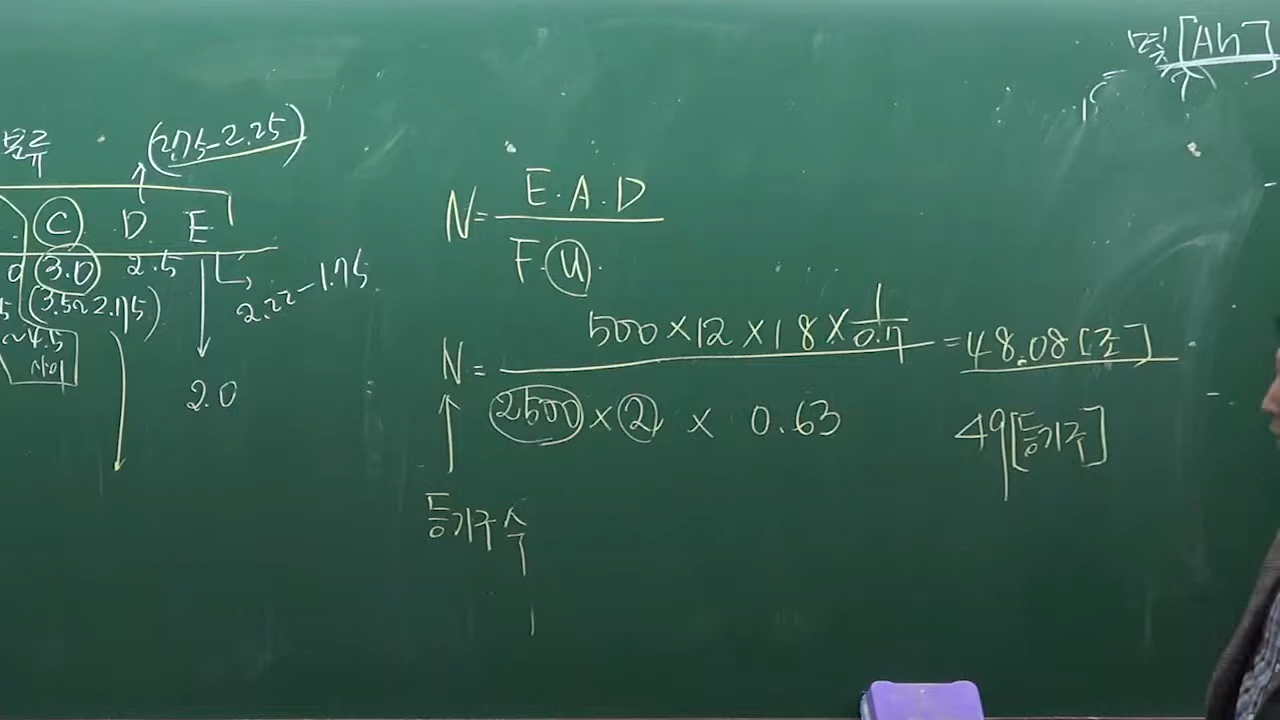 몇 [Ah]
분류
(2.75-2.25)
C D E
3.0 2.5
(3.5~2.75)
2.22-1.75
~4.5
사이
2.0
N= E.A.D
F.U.
N= 500×12×18×1/0.7 =48.08[조]
2500×2×0.63
49[등기구]
등기구 수